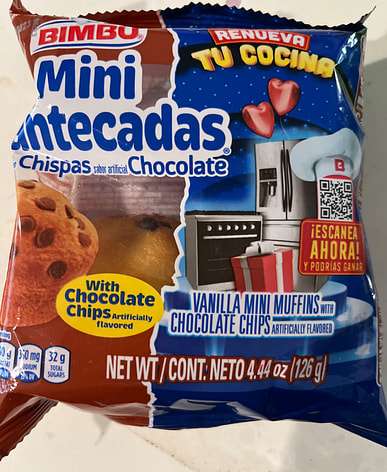 BIMBO®
RENUEVA
TU COCINA
Mini
antecadas®
Chispas sabor artificial Chocolate
¡ESCANEA
AHORA!
Y PODRÍAS GANAR
With
Chocolate
Chips Artificially
flavored
VANILLA MINI MUFFINS WITH
CHOCOLATE CHIPS ARTIFICIALLY FLAVORED
32g
TOTAL
SUGARS
NET WT/CONT. NETO 4.44 oz (126 g)